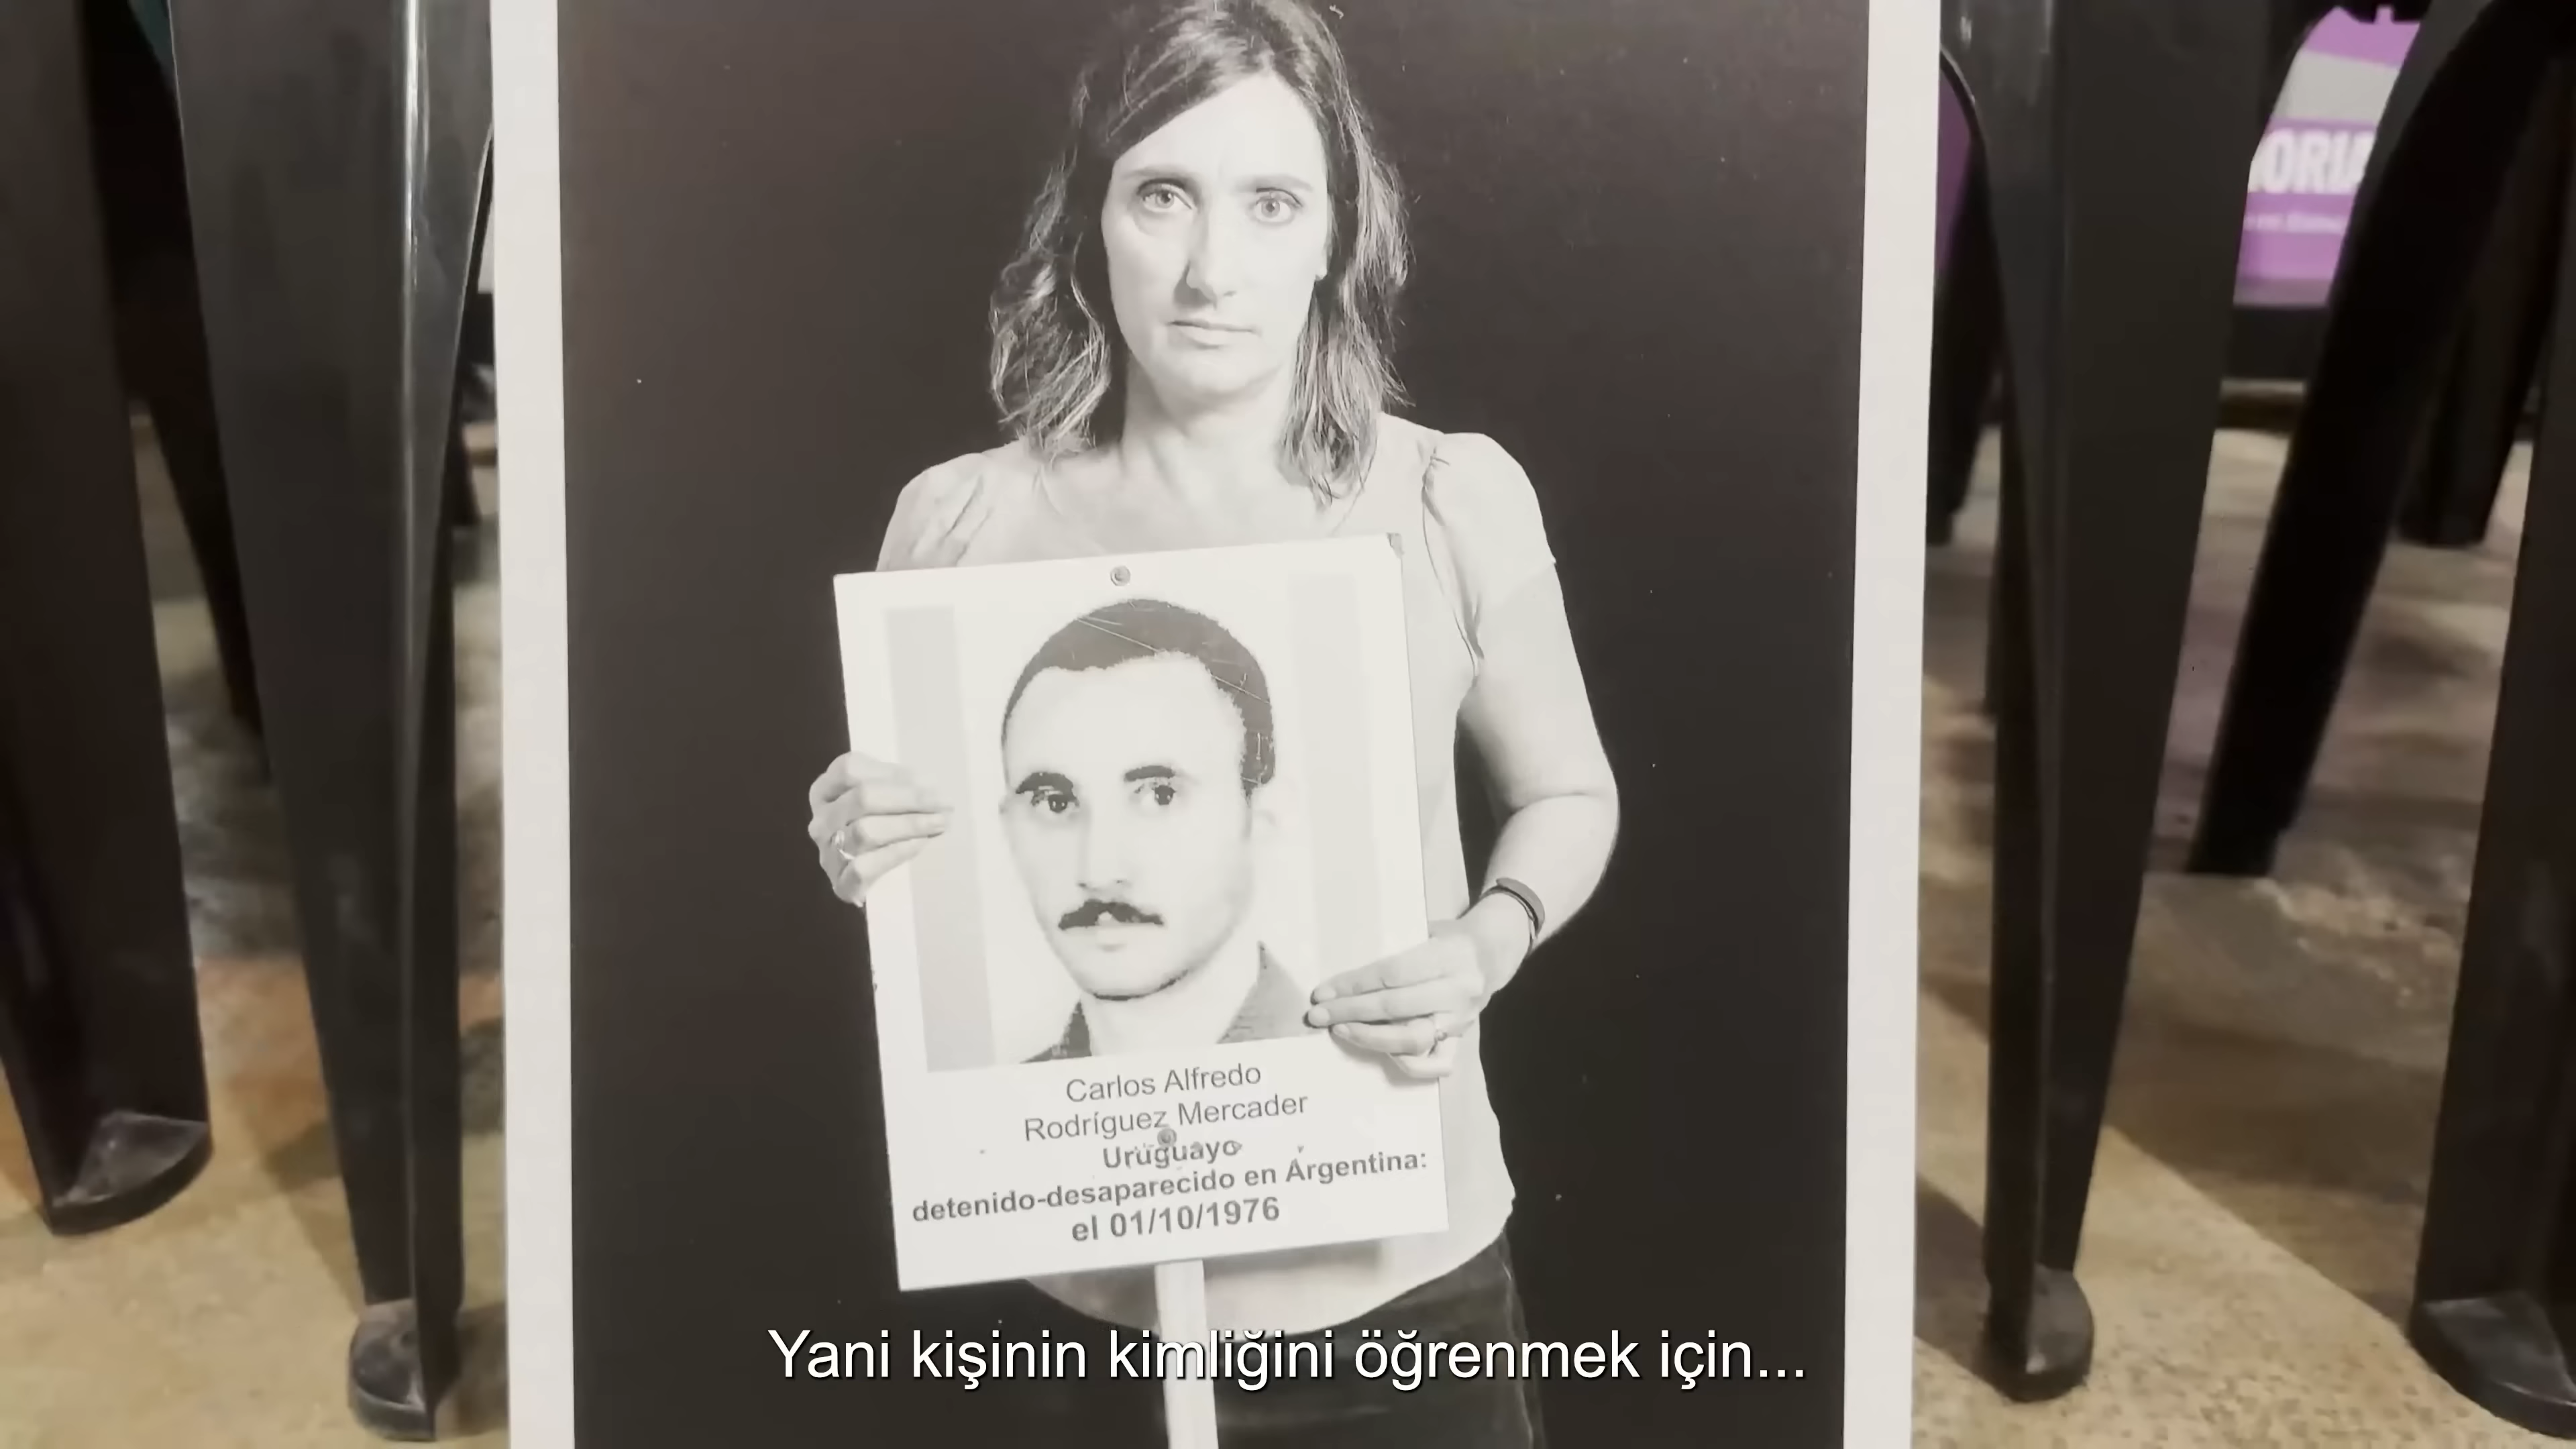 Carlos Alfredo
Rodríguez Mercader
Uruguayo
detenido-desaparecido en Argentina:
el 01/10/1976
Yani kişinin kimliğini öğrenmek için...